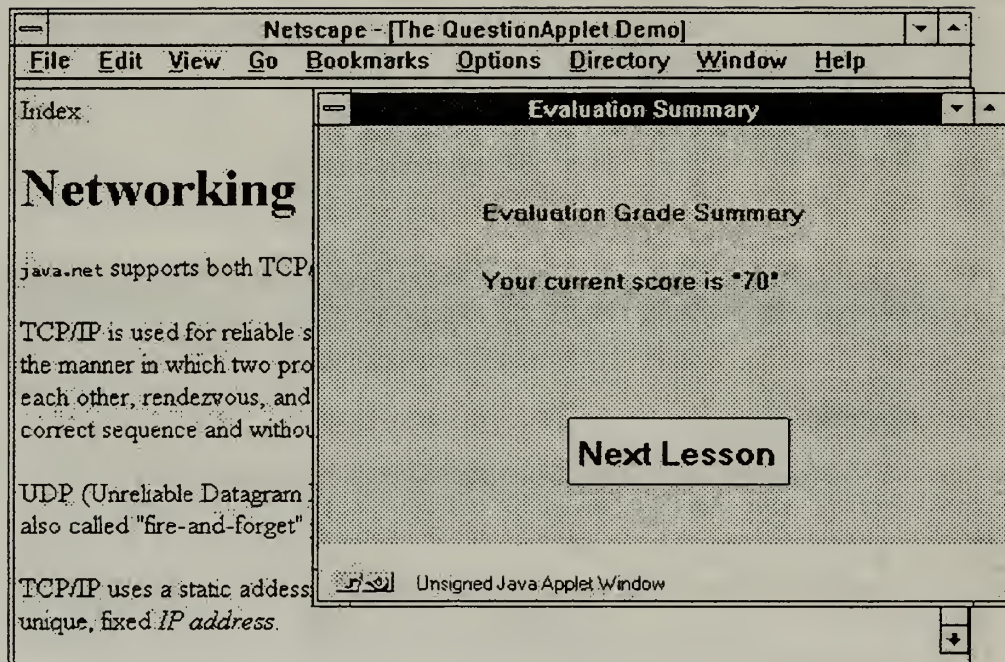 Netscape - [The QuestionApplet Demo]
File Edit View Go Bookmarks Options Directory Window Help
Index
Networking
java.net supports both TCP/
TCP/IP is used for reliable s
the manner in which two pro
each other, rendezvous, and
correct sequence and withou
UDP (Unreliable Datagram
also called "fire-and-forget"
TCP/IP uses a static addess
unique, fixed IP address.
Evaluation Summary
Evaluation Grade Summary
Your current score is "70"
Next Lesson
Unsigned Java Applet Window